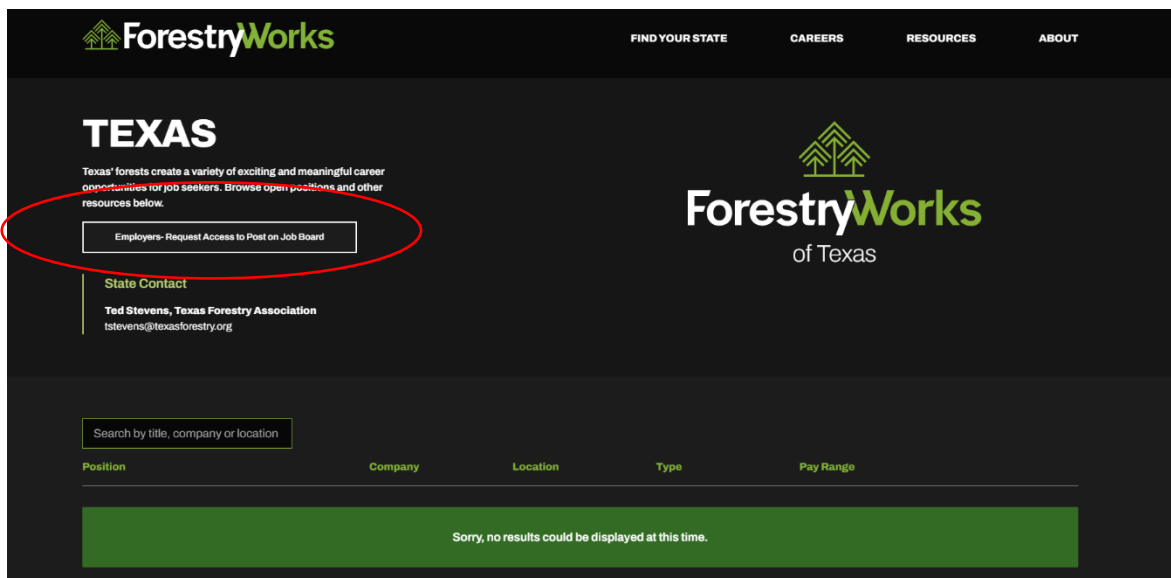 ForestryWorks
FIND YOUR STATE
CAREERS
RESOURCES
ABOUT
TEXAS
Texas' forests create a variety of exciting and meaningful career
opportunities for job seekers. Browse open positions and other
resources below.
Employers- Request Access to Post on Job Board
State Contact
Ted Stevens, Texas Forestry Association
tstevens@texasforestry.org
ForestryWorks
of Texas
Search by title, company or location
Position
Company
Location
Type
Pay Range
Sorry, no results could be displayed at this time.